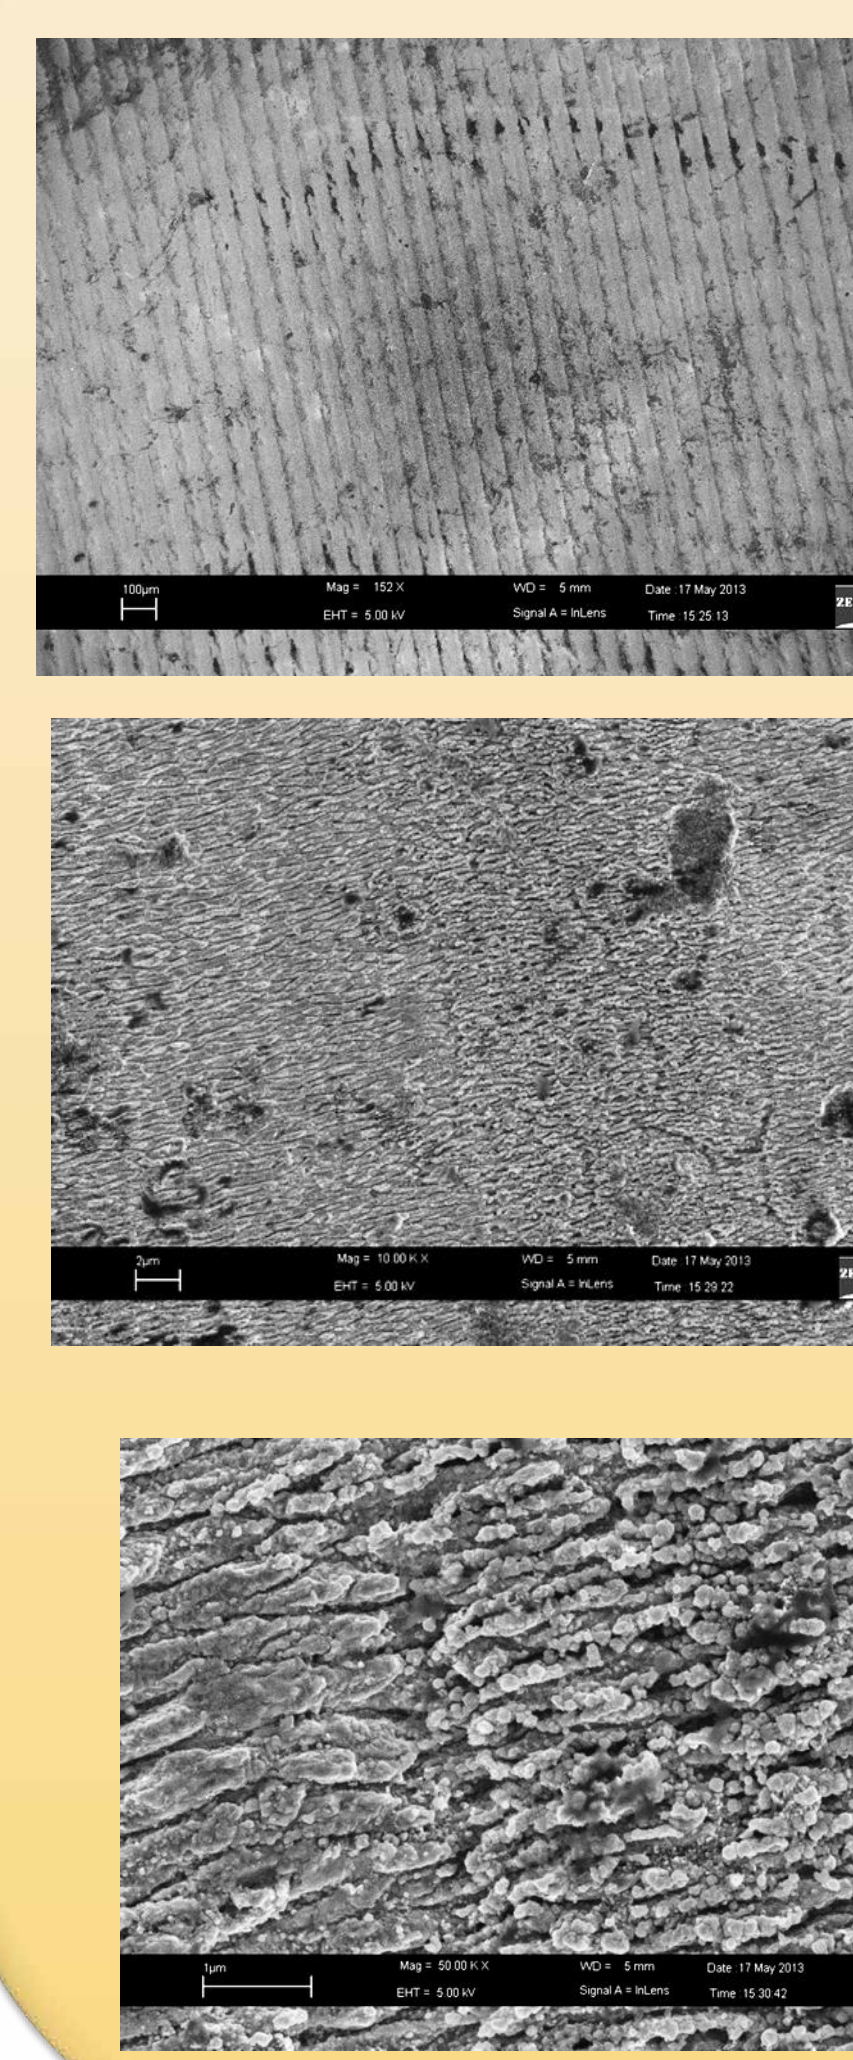 100µm Mag = 152 X WD = 5 mm Date :17 May 2013
EHT = 5.00 kV Signal A = InLens Time :15:25:13
2µm Mag = 10.00 K X WD = 5 mm Date :17 May 2013
EHT = 5.00 kV Signal A = InLens Time :15:29:22
1µm Mag = 50.00 K X WD = 5 mm Date :17 May 2013
EHT = 5.00 kV Signal A = InLens Time :15:30:42